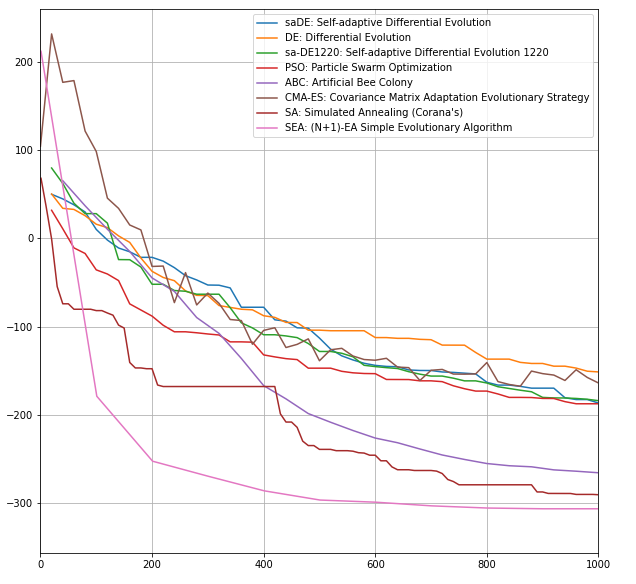 saDE: Self-adaptive Differential Evolution
DE: Differential Evolution
sa-DE1220: Self-adaptive Differential Evolution 1220
PSO: Particle Swarm Optimization
ABC: Artificial Bee Colony
CMA-ES: Covariance Matrix Adaptation Evolutionary Strategy
SA: Simulated Annealing (Corana's)
SEA: (N+1)-EA Simple Evolutionary Algorithm
200
100
0
−100
−200
−300
0
200
400
600
800
1000